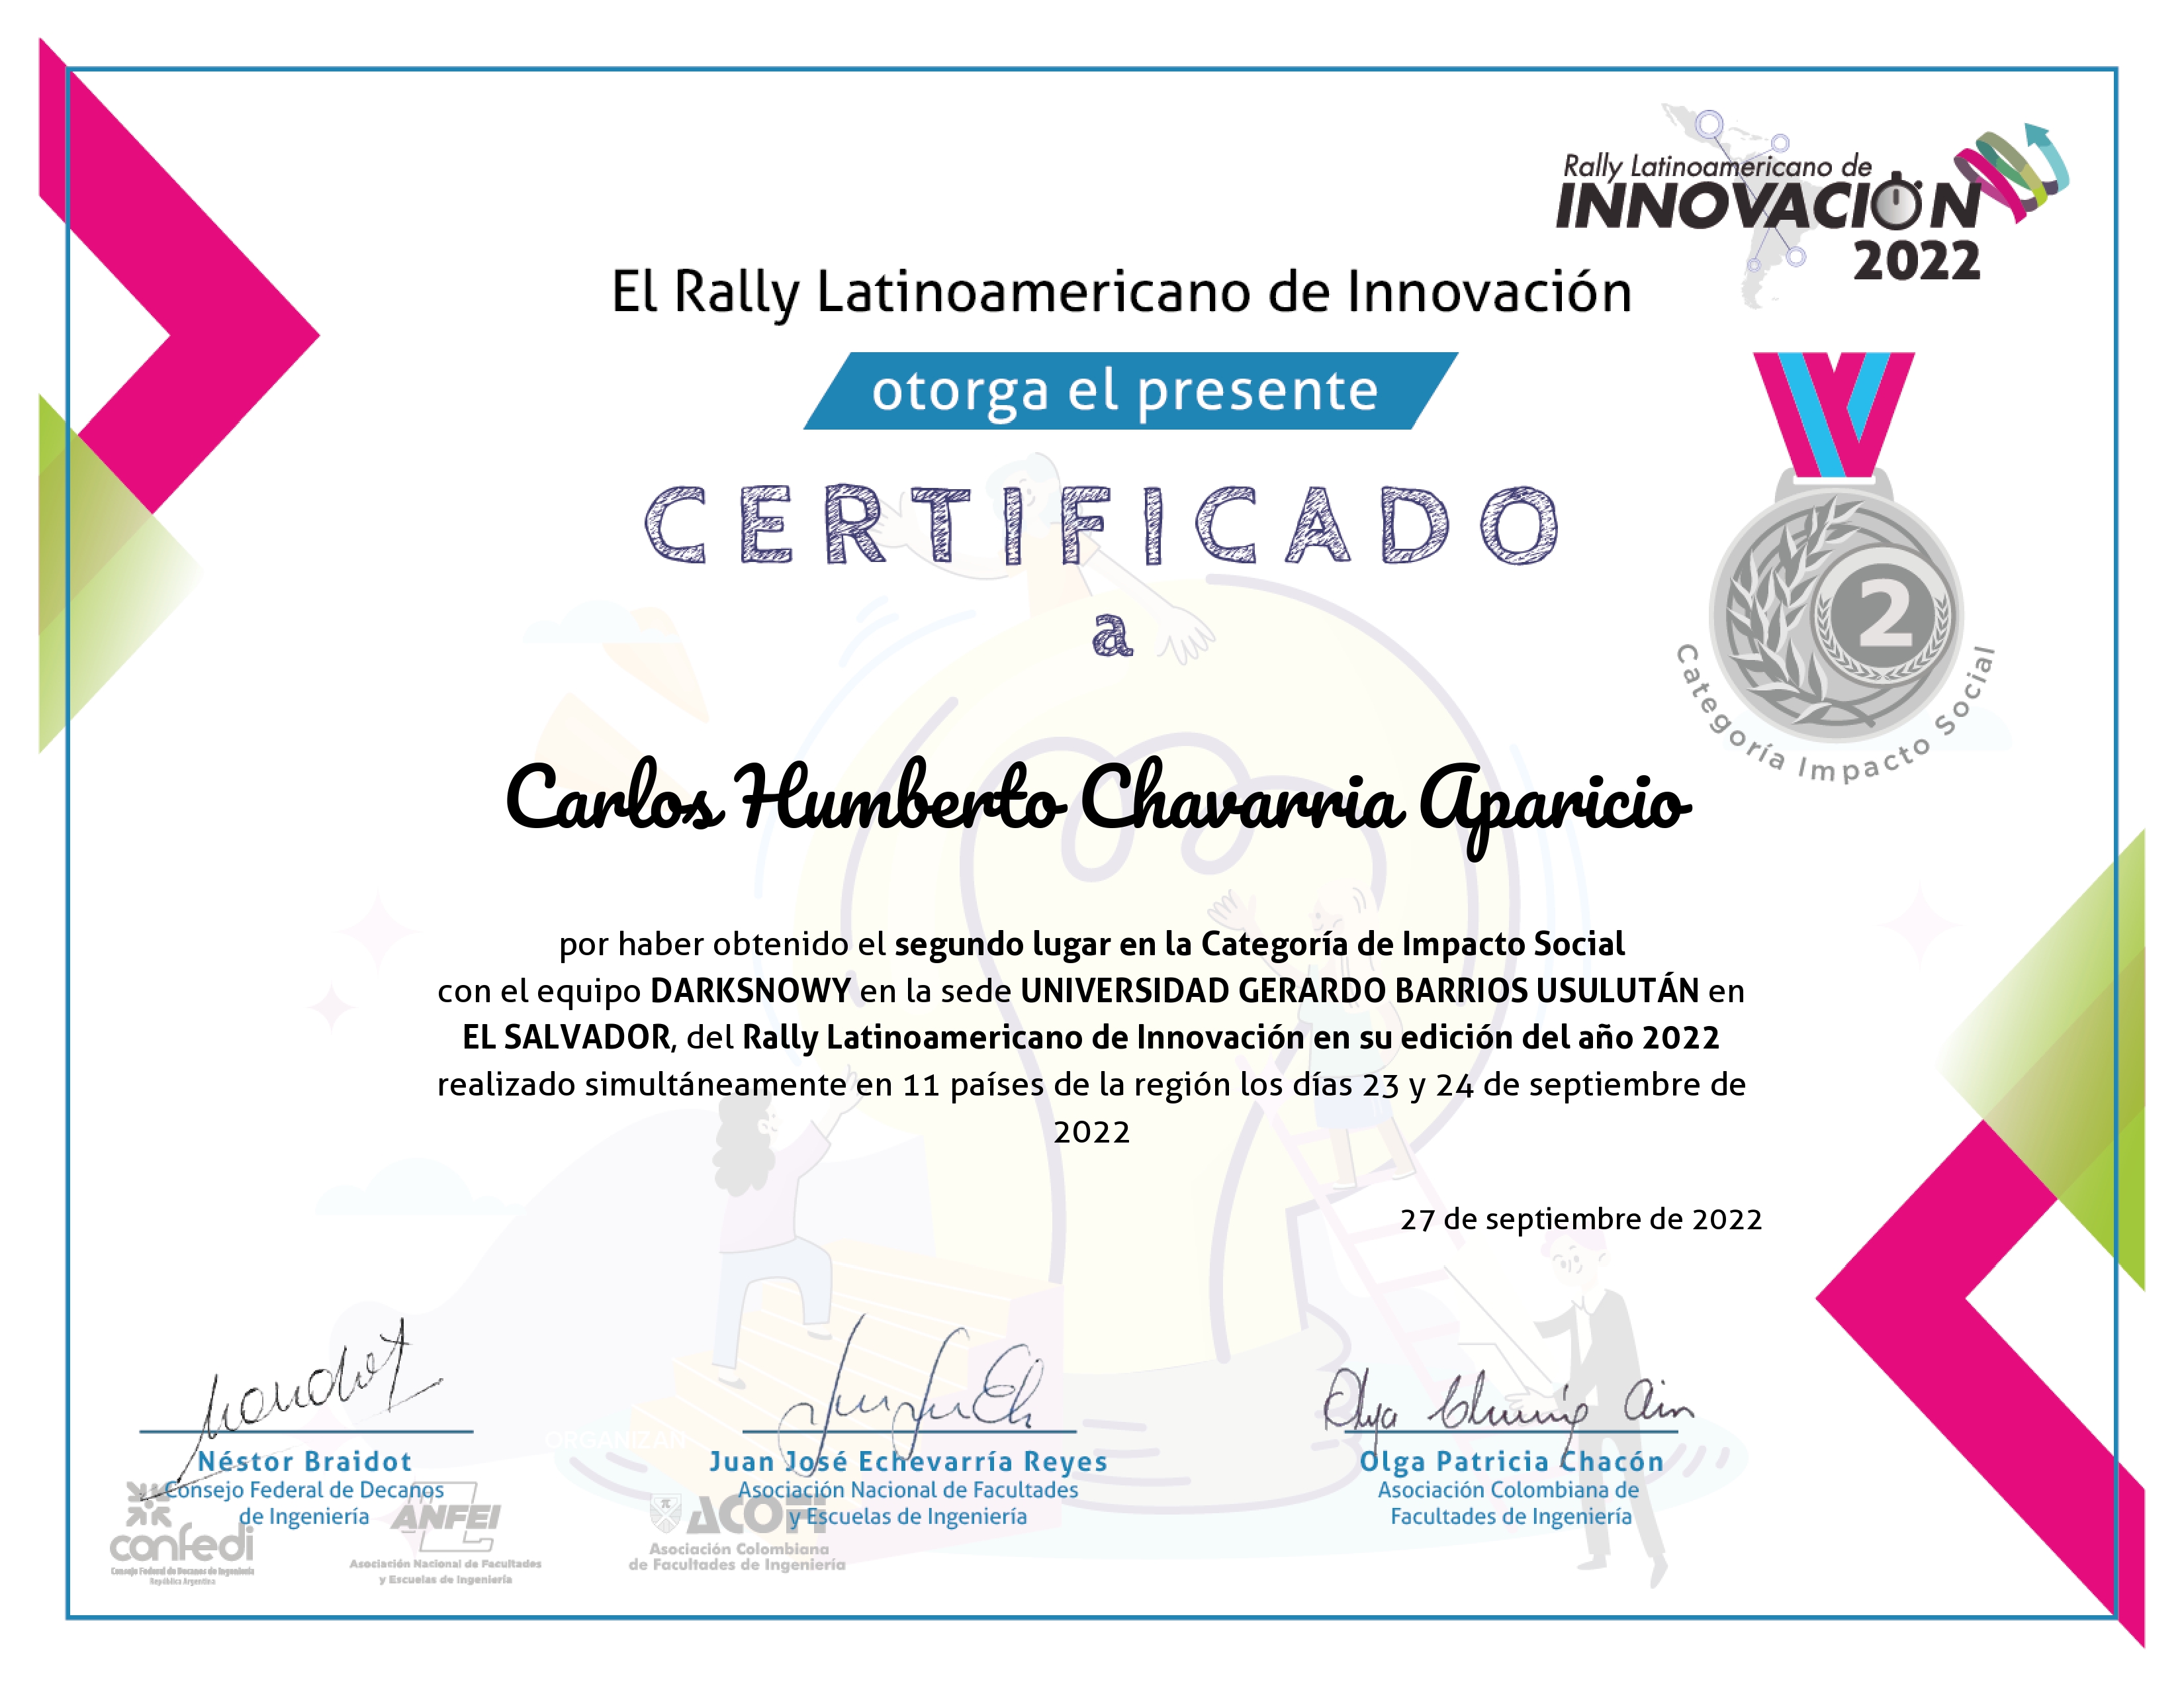 Rally Latinoamericano de
INNOVACIÓN
2022
El Rally Latinoamericano de Innovación
otorga el presente
CERTIFICADO
a
2
Categoría Impacto Social
Carlos Humberto Chavarria Aparicio
por haber obtenido el segundo lugar en la Categoría de Impacto Social
con el equipo DARKSNOWY en la sede UNIVERSIDAD GERARDO BARRIOS USULUTÁN en
EL SALVADOR, del Rally Latinoamericano de Innovación en su edición del año 2022
realizado simultáneamente en 11 países de la región los días 23 y 24 de septiembre de
2022
27 de septiembre de 2022
ORGANIZAN
Néstor Braidot
Consejo Federal de Decanos
de Ingeniería
Juan José Echevarría Reyes
Asociación Nacional de Facultades
y Escuelas de Ingeniería
Olga Patricia Chacón
Asociación Colombiana de
Facultades de Ingeniería
confedi
Consejo Federal de Decanos de Ingeniería
República Argentina
ANFEI
Asociación Nacional de Facultades
y Escuelas de Ingeniería
ACOFI
Asociación Colombiana
de Facultades de Ingeniería